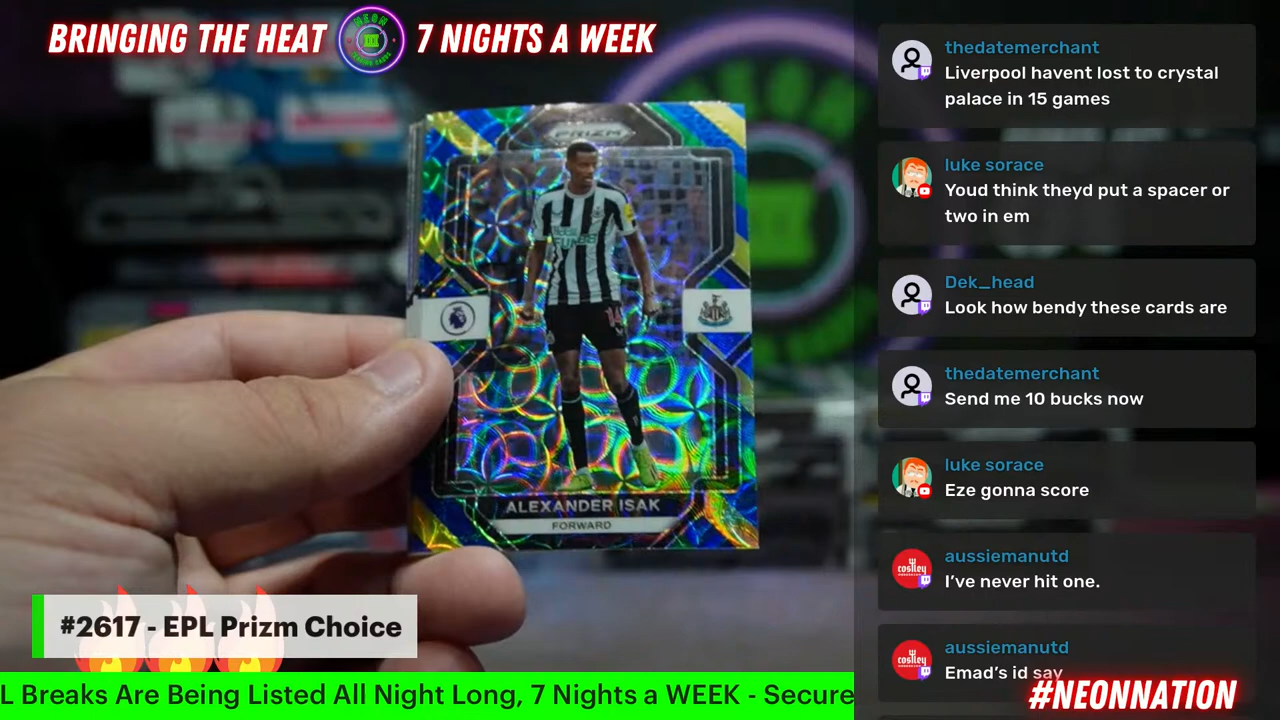 BRINGING THE HEAT
NEON
TRADING CARDS
7 NIGHTS A WEEK
PRIZM
ALEXANDER ISAK
FORWARD
#2617 - EPL Prizm Choice
L Breaks Are Being Listed All Night Long, 7 Nights a WEEK - Secure
thedatemerchant
Liverpool havent lost to crystal
palace in 15 games
luke sorace
Youd think theyd put a spacer or
two in em
Dek_head
Look how bendy these cards are
thedatemerchant
Send me 10 bucks now
luke sorace
Eze gonna score
aussiemanutd
I've never hit one.
aussiemanutd
Emad's id say
#NEONNATION